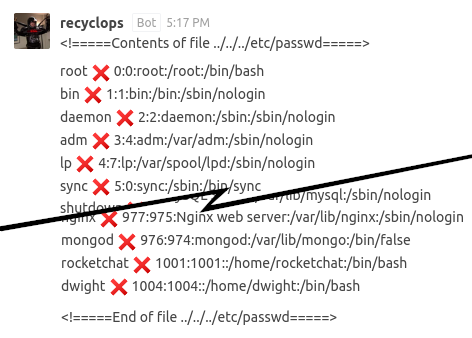 recyclops Bot 5:17 PM
<!=====Contents of file ../../../etc/passwd=====>
root ❌ 0:0:root:/root:/bin/bash
bin ❌ 1:1:bin:/bin:/sbin/nologin
daemon ❌ 2:2:daemon:/sbin:/sbin/nologin
adm ❌ 3:4:adm:/var/adm:/sbin/nologin
lp ❌ 4:7:lp:/var/spool/lpd:/sbin/nologin
sync ❌ 5:0:sync:/sbin:/bin/sync
shutdown /lib/mysql:/sbin/nologin
nginx ❌ 977:975:Nginx web server:/var/lib/nginx:/sbin/nologin
mongod ❌ 976:974:mongod:/var/lib/mongo:/bin/false
rocketchat ❌ 1001:1001::/home/rocketchat:/bin/bash
dwight ❌ 1004:1004::/home/dwight:/bin/bash
<!=====End of file ../../../etc/passwd=====>